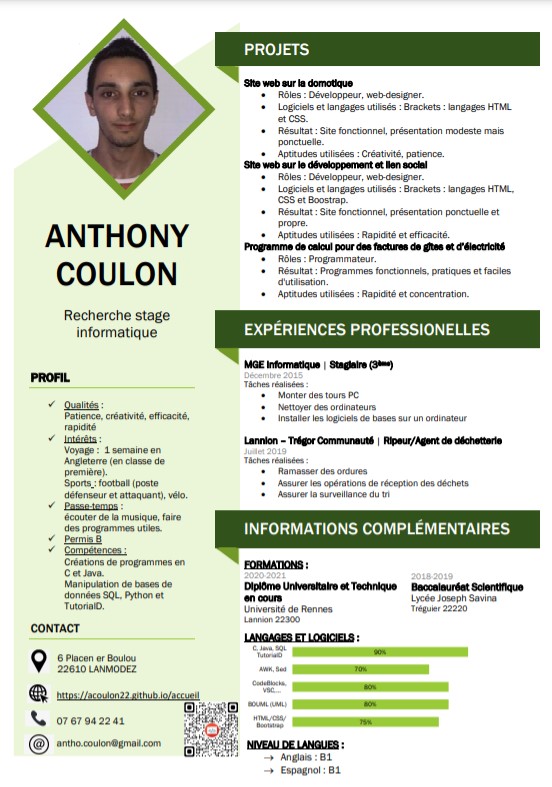 ANTHONY
COULON
Recherche stage
informatique
PROFIL
✓ Qualités :
Patience, créativité, efficacité,
rapidité
✓ Intérêts :
Voyage : 1 semaine en
Angleterre (en classe de
première).
Sports : football (poste
défenseur et attaquant), vélo.
✓ Passe-temps :
écouter de la musique, faire
des programmes utiles.
✓ Permis B
✓ Compétences :
Créations de programmes en
C et Java.
Manipulation de bases de
données SQL, Python et
TutorialD.
CONTACT
6 Placen er Boulou
22610 LANMODEZ
https://acoulon22.github.io/accueil
07 67 94 22 41
antho.coulon@gmail.com
PROJETS
Site web sur la domotique
• Rôles : Développeur, web-designer.
• Logiciels et langages utilisés : Brackets : langages HTML
et CSS.
• Résultat : Site fonctionnel, présentation modeste mais
ponctuelle.
• Aptitudes utilisées : Créativité, patience.
Site web sur le développement et lien social
• Rôles : Développeur, web-designer.
• Logiciels et langages utilisés : Brackets : langages HTML,
CSS et Boostrap.
• Résultat : Site fonctionnel, présentation ponctuelle et
propre.
• Aptitudes utilisées : Rapidité et efficacité.
Programme de calcul pour des factures de gîtes et d'électricité
• Rôles : Programmeur.
• Résultat : Programmes fonctionnels, pratiques et faciles
d'utilisation.
• Aptitudes utilisées : Rapidité et concentration.
EXPÉRIENCES PROFESSIONELLES
MGE Informatique | Stagiaire (3ème)
Décembre 2015
Tâches réalisées :
• Monter des tours PC
• Nettoyer des ordinateurs
• Installer les logiciels de bases sur un ordinateur
Lannion – Trégor Communauté | Ripeur/Agent de déchetterie
Juillet 2019
Tâches réalisées :
• Ramasser des ordures
• Assurer les opérations de réception des déchets
• Assurer la surveillance du tri
INFORMATIONS COMPLÉMENTAIRES
FORMATIONS :
2020-2021
Diplôme Universitaire et Technique
en cours
Université de Rennes
Lannion 22300
2018-2019
Baccalauréat Scientifique
Lycée Joseph Savina
Tréguier 22220
LANGAGES ET LOGICIELS :
C, Java, SQL
TutorialD
90%
AWK, Sed
70%
CodeBlocks,
VSC,...
80%
BOUML (UML)
80%
HTML/CSS/
Bootstrap
75%
NIVEAU DE LANGUES :
→ Anglais : B1
→ Espagnol : B1